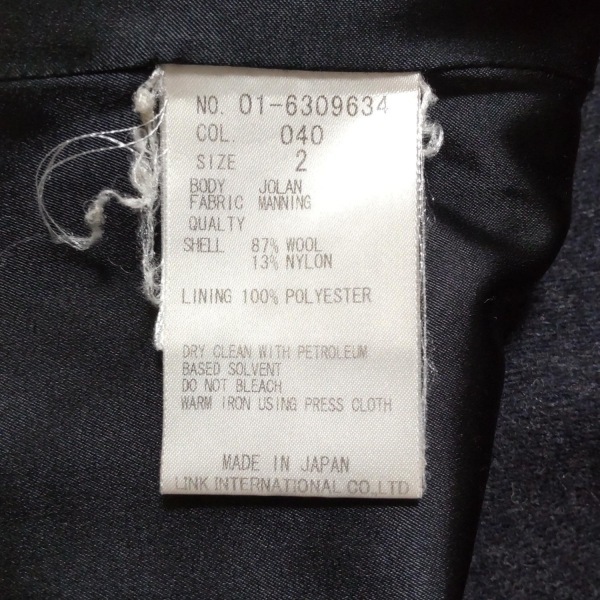 NO. 01-6309634
COL. 040
SIZE 2
BODY JOLAN
FABRIC MANNING
QUALTY
SHELL 87% WOOL
13% NYLON
LINING 100% POLYESTER
DRY CLEAN WITH PETROLEUM
BASED SOLVENT
DO NOT BLEACH
WARM IRON USING PRESS CLOTH
MADE IN JAPAN
LINK INTERNATIONAL CO.,LTD